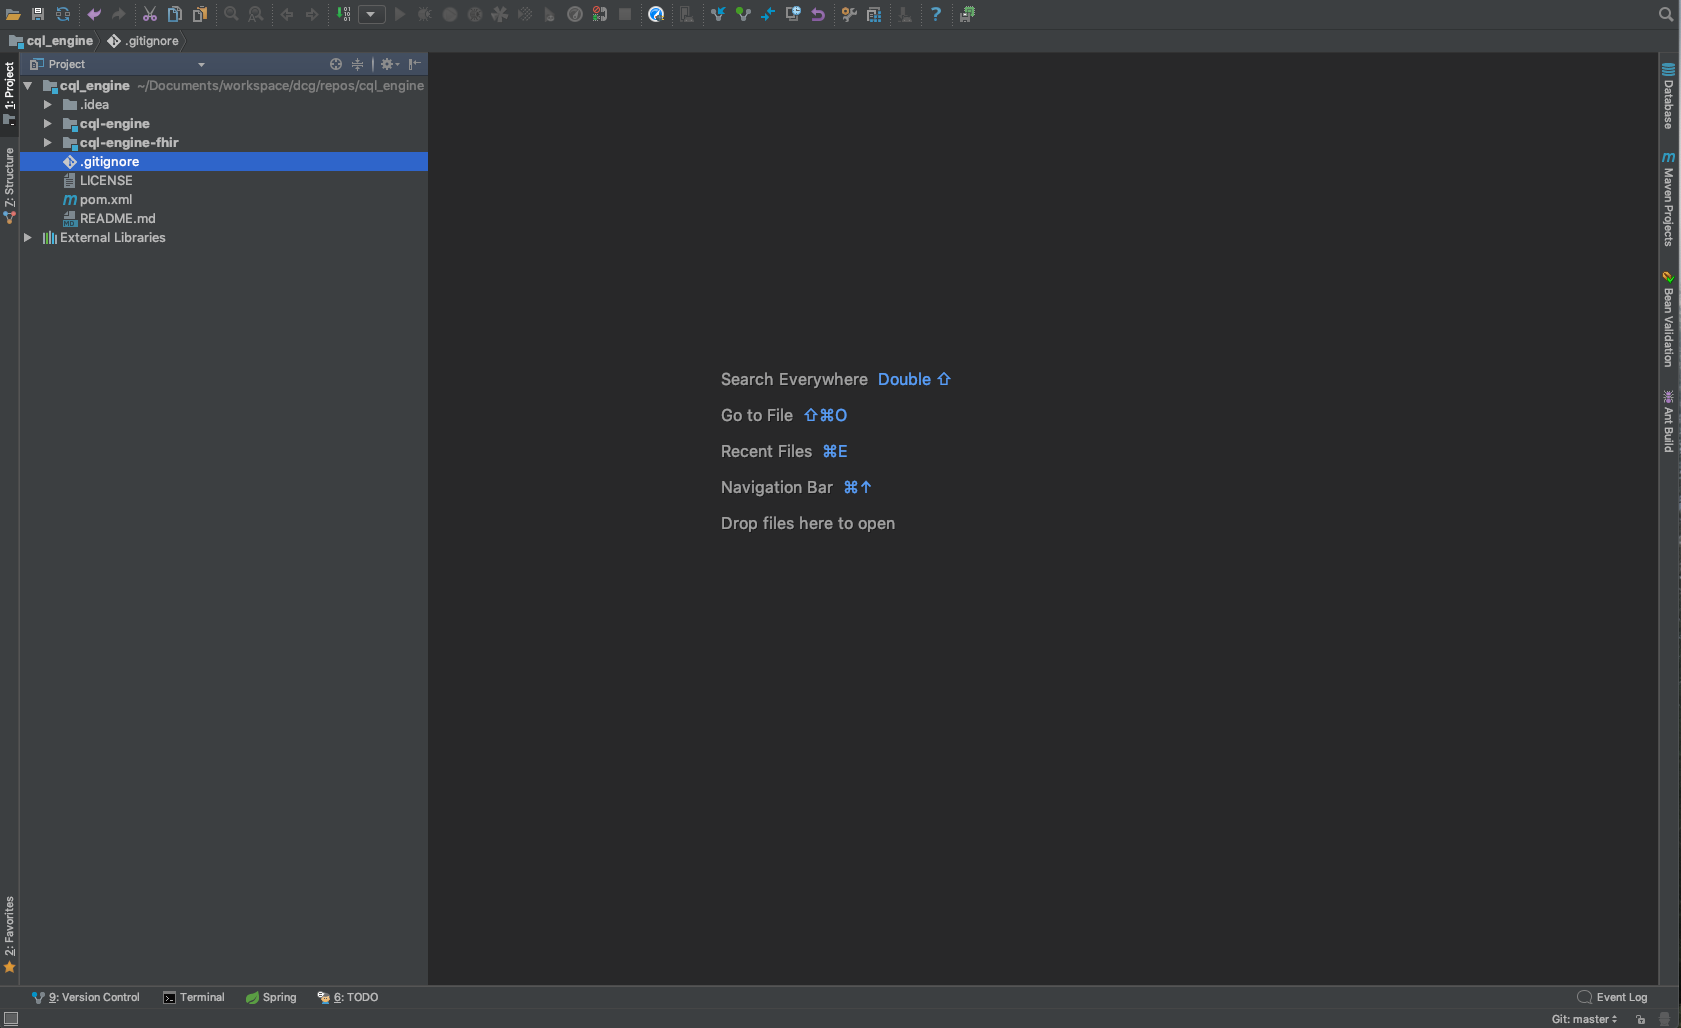 cql_engine .gitignore
Project
cql_engine ~/Documents/workspace/dcg/repos/cql_engine
.idea
cql-engine
cql-engine-fhir
.gitignore
LICENSE
pom.xml
README.md
External Libraries
1: Project
Z: Structure
2: Favorites
Search Everywhere Double ⇧
Go to File ⇧⌘O
Recent Files ⌘E
Navigation Bar ⌘↑
Drop files here to open
Database
Maven Projects
Bean Validation
Ant Build
9: Version Control Terminal Spring 6: TODO Event Log
Git: master